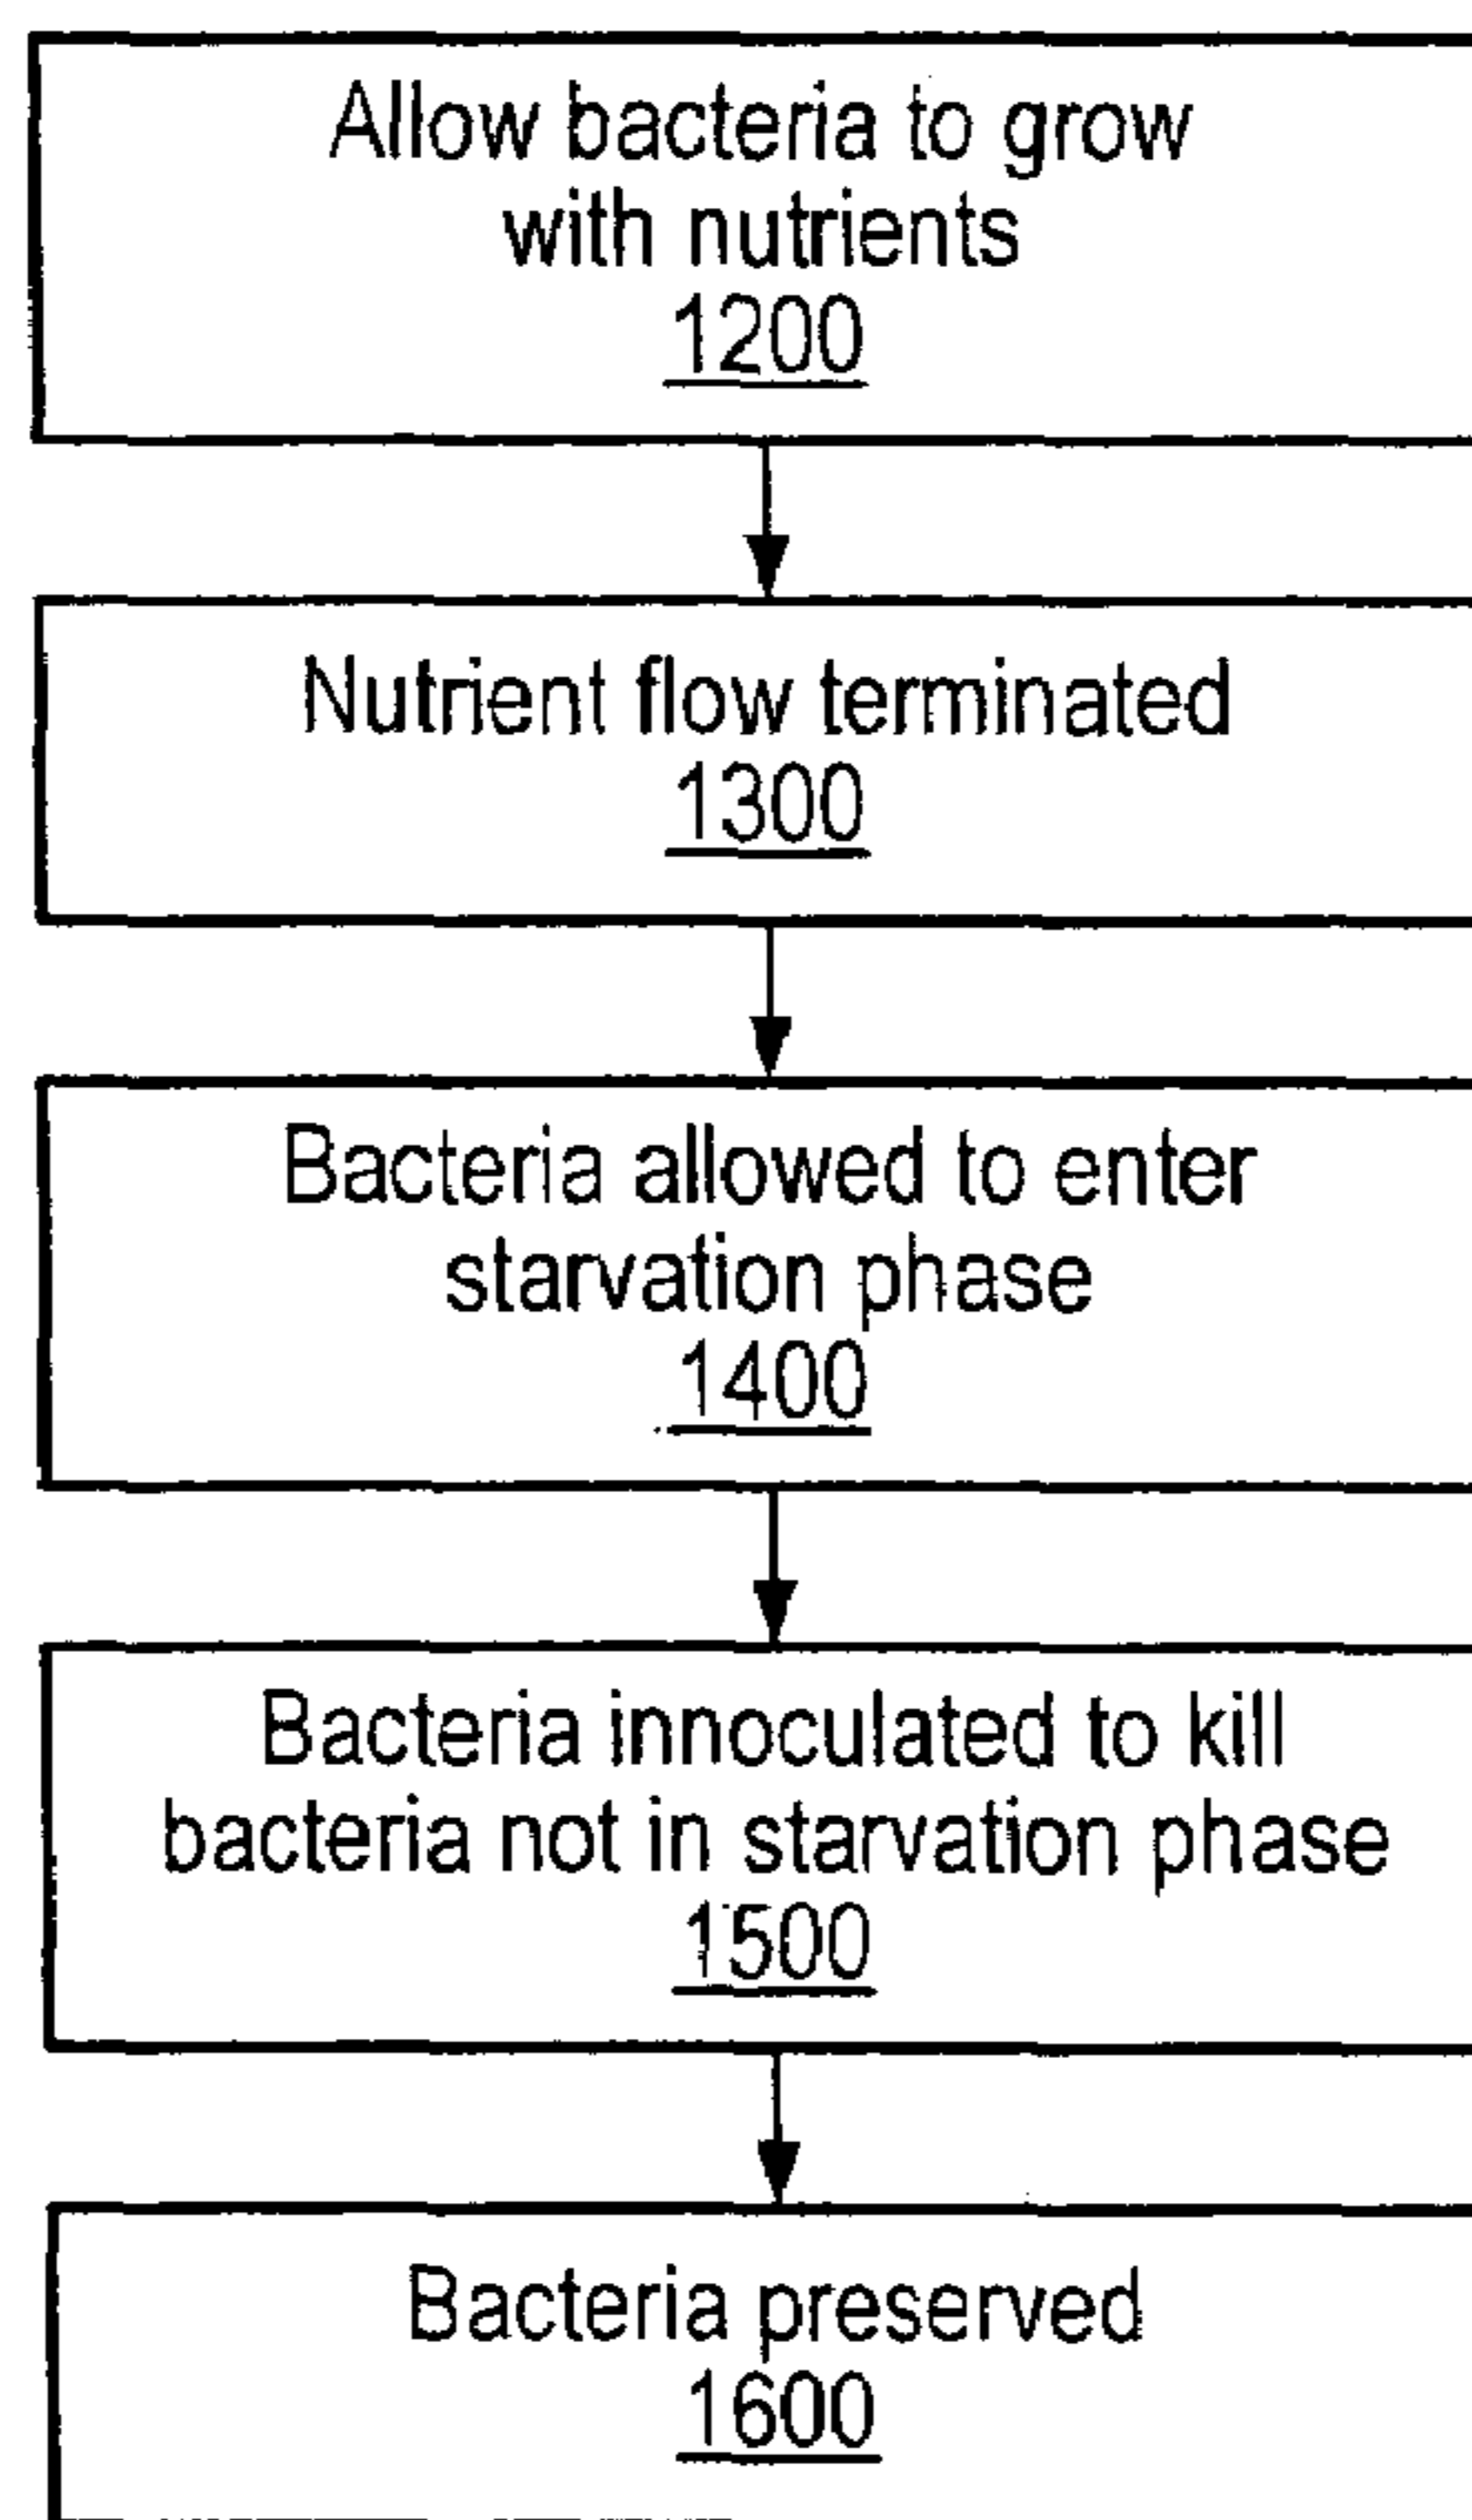 Allow bacteria to grow
with nutrients
1200
Nutrient flow terminated
1300
Bacteria allowed to enter
starvation phase
1400
Bacteria innoculated to kill
bacteria not in starvation phase
1500
Bacteria preserved
1600